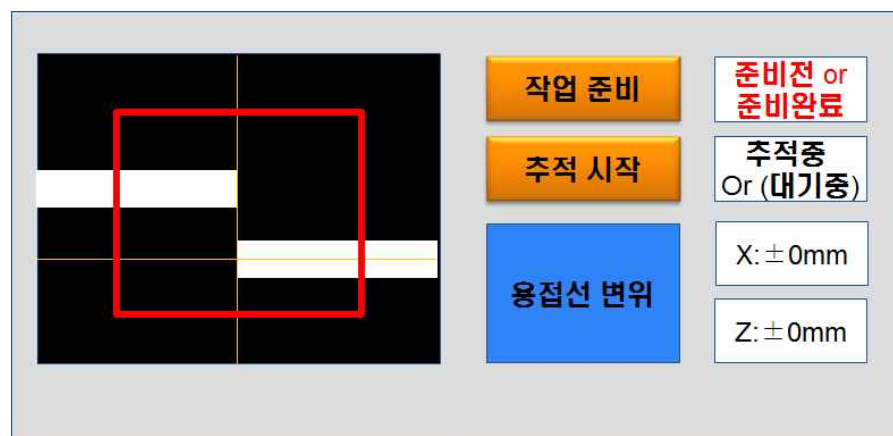 작업 준비
준비전 or
준비완료
추적 시작
추적중
Or (대기중)
용접선 변위
X:±0mm
Z:±0mm